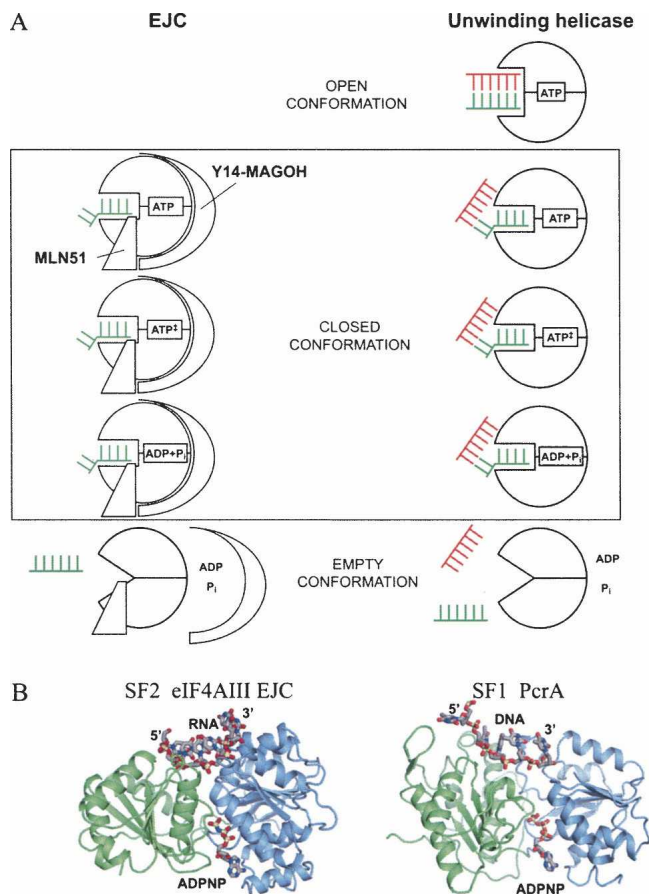 A
EJC
Unwinding helicase
OPEN
CONFORMATION
ATP
Y14-MAGOH
ATP
ATP
MLN51
CLOSED
CONFORMATION
ATP‡
ATP‡
ADP+Pi
ADP+Pi
EMPTY
CONFORMATION
ADP
Pi
ADP
Pi
B
SF2 eIF4AIII EJC
SF1 PcrA
5' RNA 3'
5' DNA 3'
ADPNP
ADPNP